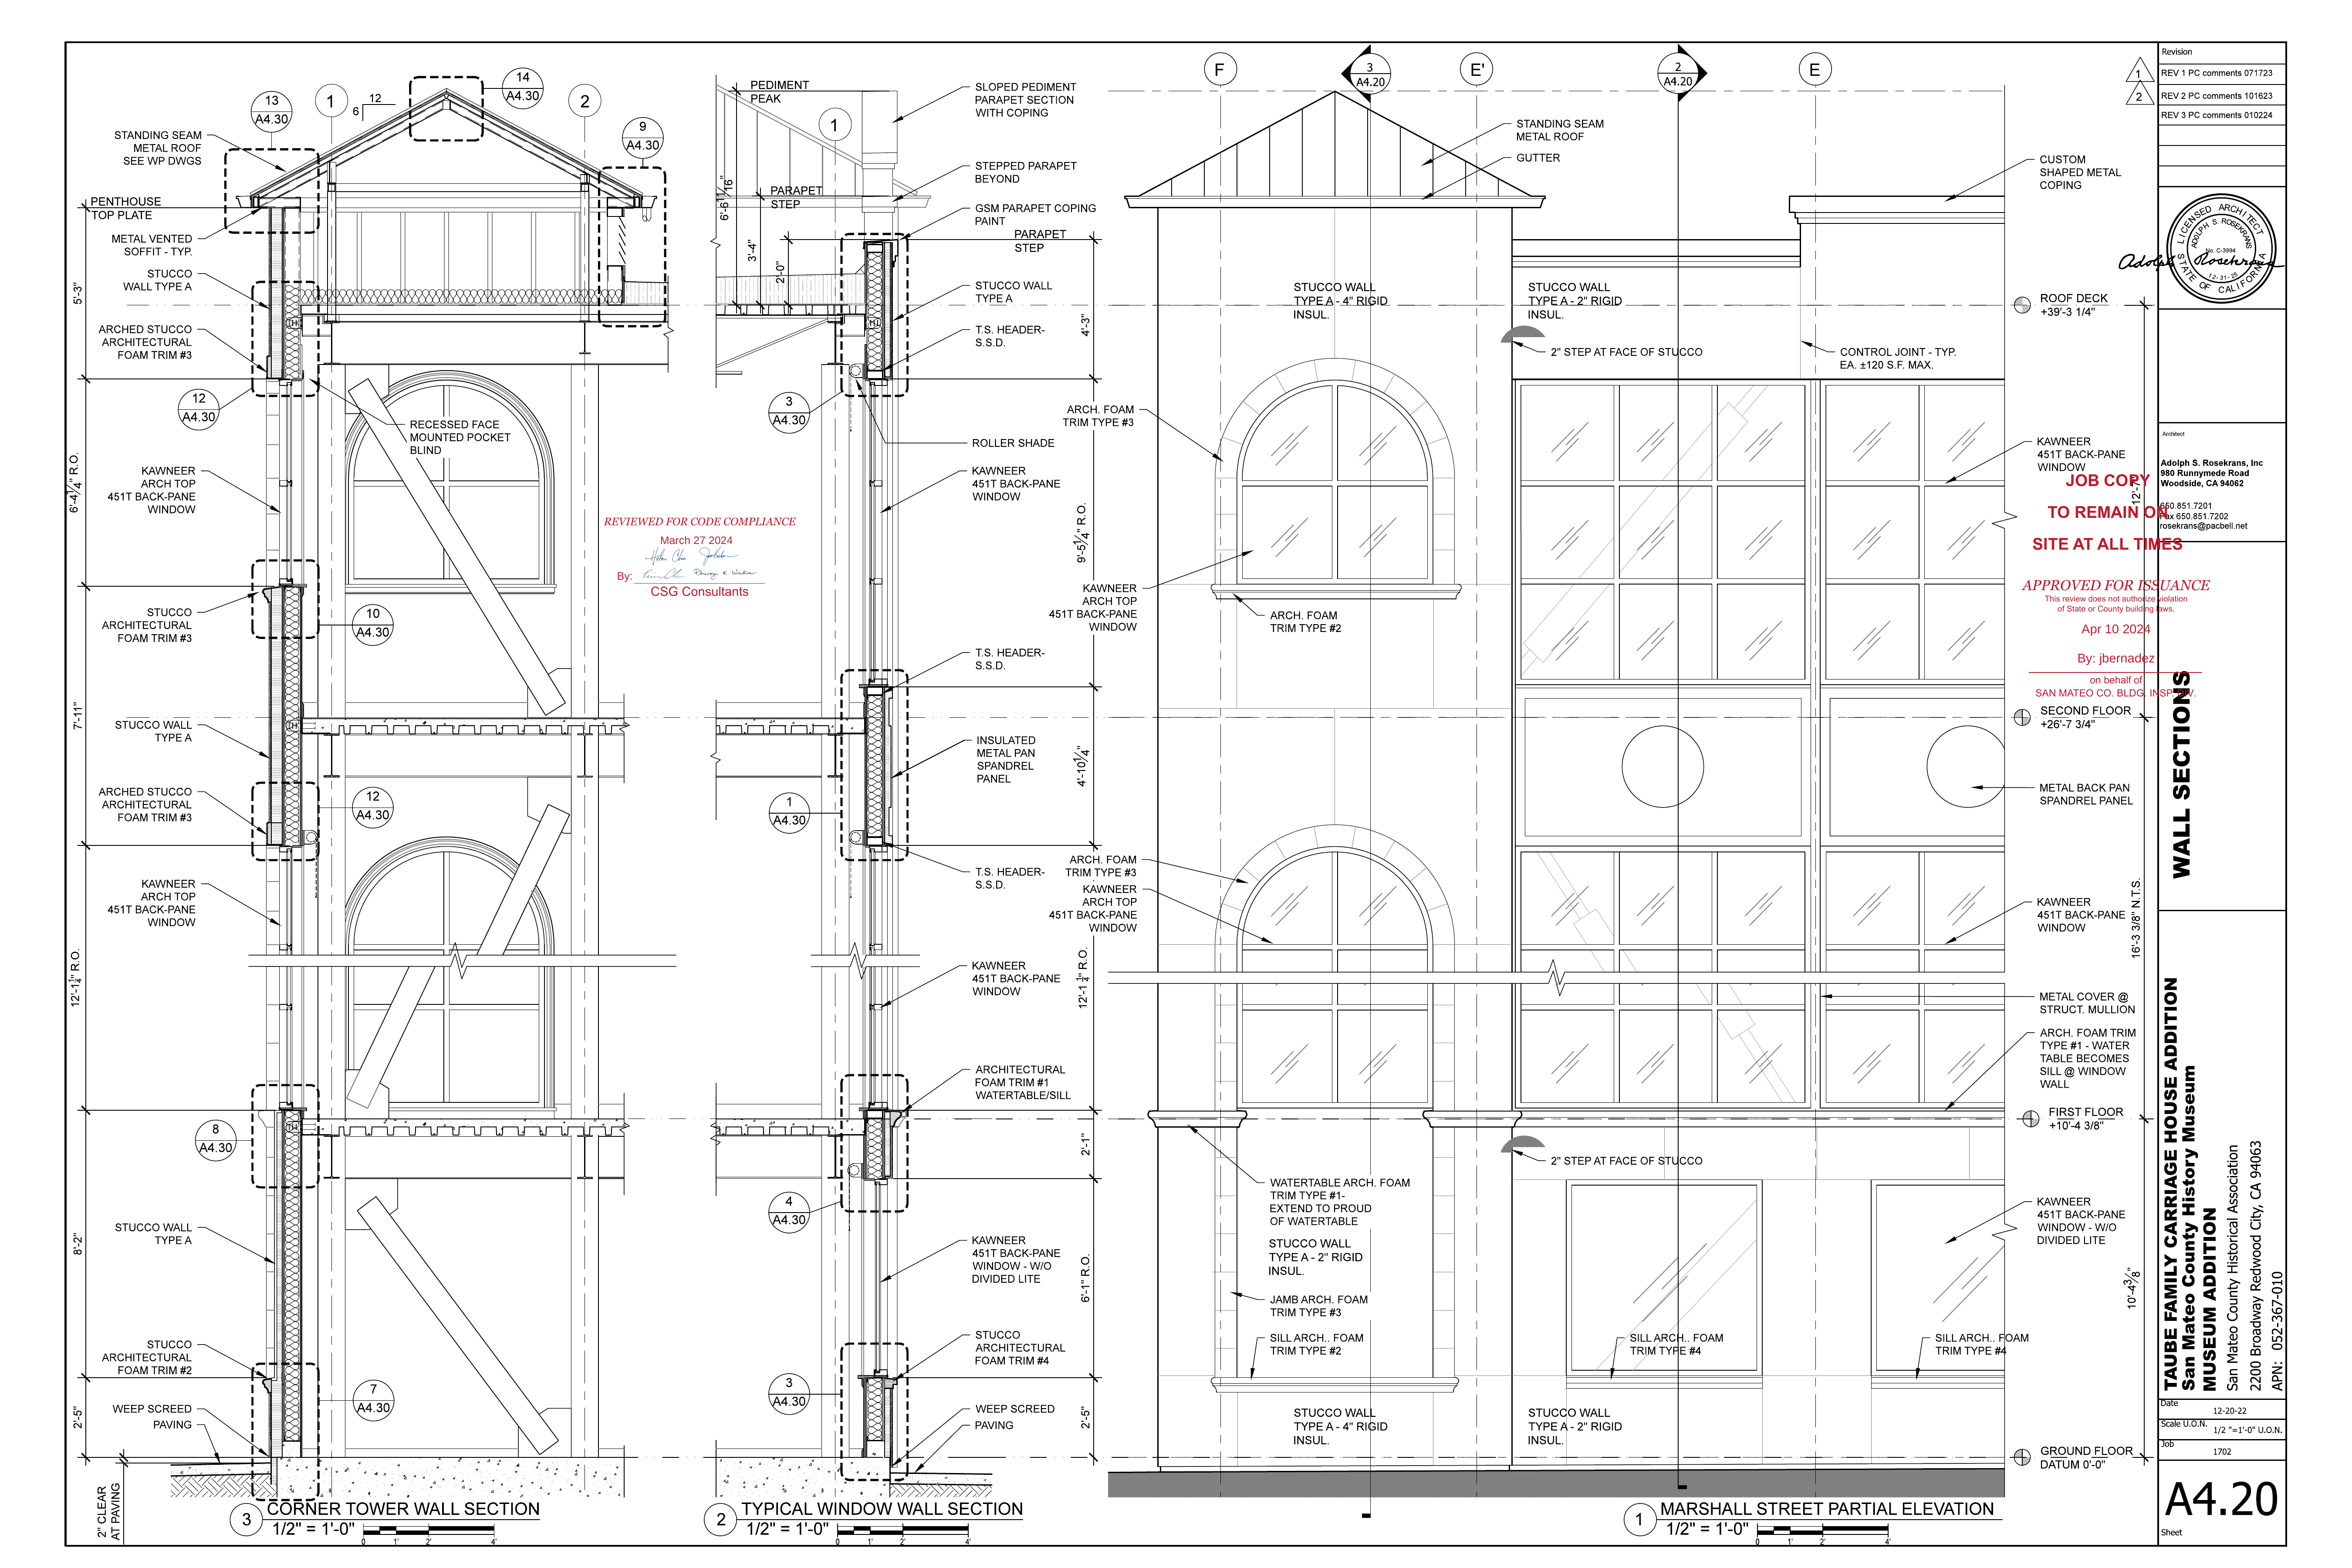 13
A4.30
1
12
6
14
A4.30
2
9
A4.30
STANDING SEAM
METAL ROOF
SEE WP DWGS
PENTHOUSE
TOP PLATE
METAL VENTED
SOFFIT - TYP.
STUCCO
WALL TYPE A
5'-3"
ARCHED STUCCO
ARCHITECTURAL
FOAM TRIM #3
12
A4.30
RECESSED FACE
MOUNTED POCKET
BLIND
KAWNEER
ARCH TOP
451T BACK-PANE
WINDOW
6'-4 1/4" R.O.
STUCCO
ARCHITECTURAL
FOAM TRIM #3
10
A4.30
7'-11"
STUCCO WALL
TYPE A
ARCHED STUCCO
ARCHITECTURAL
FOAM TRIM #3
12
A4.30
KAWNEER
ARCH TOP
451T BACK-PANE
WINDOW
12'-1 1/4" R.O.
8
A4.30
STUCCO WALL
TYPE A
8'-2"
STUCCO
ARCHITECTURAL
FOAM TRIM #2
7
A4.30
WEEP SCREED
PAVING
2'-5"
2" CLEAR
AT PAVING
3
CORNER TOWER WALL SECTION
1/2" = 1'-0"
0 1' 2' 4'
REVIEWED FOR CODE COMPLIANCE
March 27 2024
By:
CSG Consultants
PEDIMENT
PEAK
1
SLOPED PEDIMENT
PARAPET SECTION
WITH COPING
STEPPED PARAPET
BEYOND
PARAPET
STEP
6'-6 11/16"
3'-4"
2'-0"
GSM PARAPET COPING
PAINT
PARAPET
STEP
STUCCO WALL
TYPE A
4'-3"
T.S. HEADER-
S.S.D.
3
A4.30
ROLLER SHADE
KAWNEER
451T BACK-PANE
WINDOW
9'-5 1/4" R.O.
T.S. HEADER-
S.S.D.
INSULATED
METAL PAN
SPANDREL
PANEL
4'-10 1/4"
1
A4.30
T.S. HEADER-
S.S.D.
KAWNEER
451T BACK-PANE
WINDOW
12'-1 1/4" R.O.
ARCHITECTURAL
FOAM TRIM #1
WATERTABLE/SILL
2'-1"
4
A4.30
KAWNEER
451T BACK-PANE
WINDOW - W/O
DIVIDED LITE
6'-1" R.O.
STUCCO
ARCHITECTURAL
FOAM TRIM #4
3
A4.30
WEEP SCREED
PAVING
2'-5"
2
TYPICAL WINDOW WALL SECTION
1/2" = 1'-0"
0 1' 2' 4'
F
3
A4.20
E'
2
A4.20
E
STANDING SEAM
METAL ROOF
GUTTER
CUSTOM
SHAPED METAL
COPING
STUCCO WALL
TYPE A - 4" RIGID
INSUL.
STUCCO WALL
TYPE A - 2" RIGID
INSUL.
ROOF DECK
+39'-3 1/4"
2" STEP AT FACE OF STUCCO
CONTROL JOINT - TYP.
EA. ±120 S.F. MAX.
ARCH. FOAM
TRIM TYPE #3
KAWNEER
451T BACK-PANE
WINDOW
KAWNEER
ARCH TOP
451T BACK-PANE
WINDOW
ARCH. FOAM
TRIM TYPE #2
SECOND FLOOR
+26'-7 3/4"
METAL BACK PAN
SPANDREL PANEL
ARCH. FOAM
TRIM TYPE #3
KAWNEER
ARCH TOP
451T BACK-PANE
WINDOW
KAWNEER
451T BACK-PANE
WINDOW
16'-3 3/8" N.T.S.
METAL COVER @
STRUCT. MULLION
ARCH. FOAM TRIM
TYPE #1 - WATER
TABLE BECOMES
SILL @ WINDOW
WALL
FIRST FLOOR
+10'-4 3/8"
2" STEP AT FACE OF STUCCO
WATERTABLE ARCH. FOAM
TRIM TYPE #1-
EXTEND TO PROUD
OF WATERTABLE
STUCCO WALL
TYPE A - 2" RIGID
INSUL.
KAWNEER
451T BACK-PANE
WINDOW - W/O
DIVIDED LITE
10'-4 3/8"
JAMB ARCH. FOAM
TRIM TYPE #3
SILL ARCH.. FOAM
TRIM TYPE #2
SILL ARCH.. FOAM
TRIM TYPE #4
SILL ARCH.. FOAM
TRIM TYPE #4
STUCCO WALL
TYPE A - 4" RIGID
INSUL.
STUCCO WALL
TYPE A - 2" RIGID
INSUL.
GROUND FLOOR
DATUM 0'-0"
1
MARSHALL STREET PARTIAL ELEVATION
1/2" = 1'-0"
0 1' 2' 4'
JOB COPY
TO REMAIN ON
SITE AT ALL TIMES
APPROVED FOR ISSUANCE
This review does not authorize violation
of State or County building laws.
Apr 10 2024
By: jbernadez
on behalf of
SAN MATEO CO. BLDG. INSP. DIV.
Revision
1
REV 1 PC comments 071723
2
REV 2 PC comments 101623
REV 3 PC comments 010224
LICENSED ARCHITECT
ADOLPH S. ROSEKRANS
No. C-3994
12-31-25
STATE OF CALIFORNIA
Adolph Rosekrans
Architect
Adolph S. Rosekrans, Inc
980 Runnymede Road
Woodside, CA 94062
650.851.7201
Fax 650.851.7202
rosekrans@pacbell.net
WALL SECTIONS
TAUBE FAMILY CARRIAGE HOUSE ADDITION
San Mateo County History Museum
MUSEUM ADDITION
San Mateo County Historical Association
2200 Broadway Redwood City, CA 94063
APN: 052-367-010
Date
12-20-22
Scale U.O.N.
1/2 "=1'-0" U.O.N.
Job
1702
A4.20
Sheet